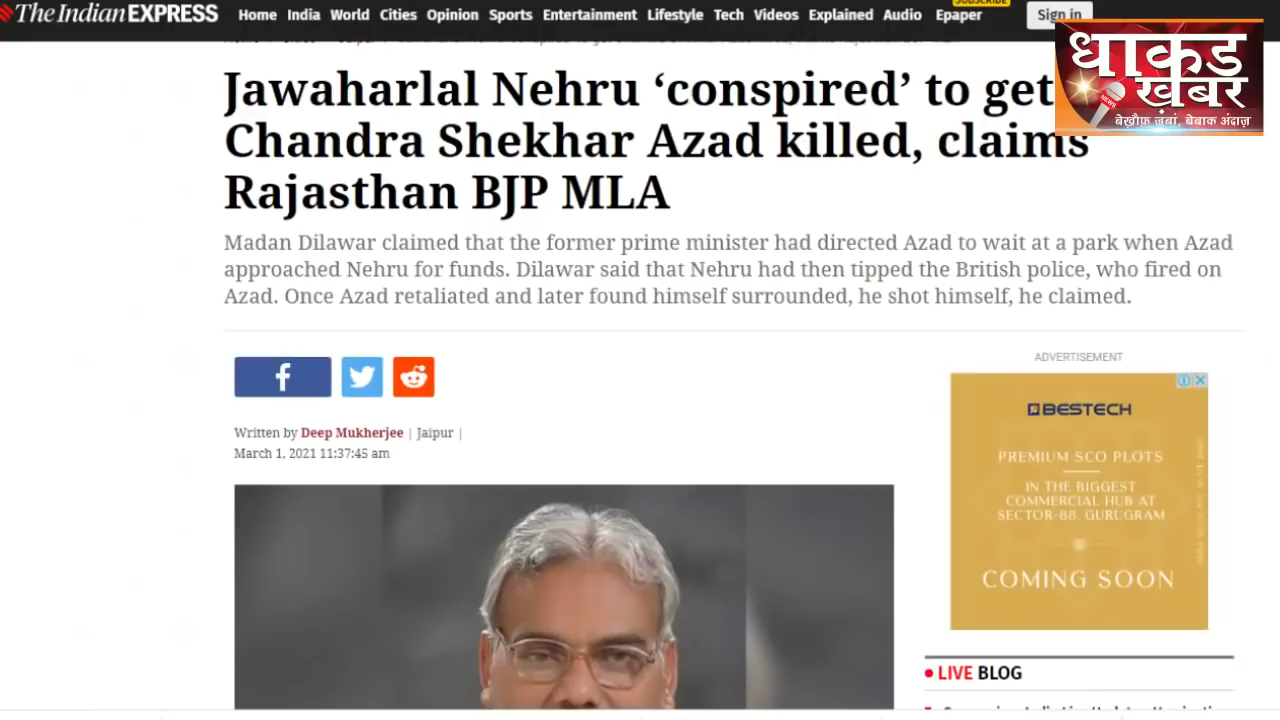 The Indian EXPRESS Home India World Cities Opinion Sports Entertainment Lifestyle Tech Videos Explained Audio Epaper SUBSCRIBE Sign in
धाकड़
खबर
NEWS
बेख़ौफ़ जुबां, बेबाक अंदाज़
Jawaharlal Nehru ‘conspired’ to get
Chandra Shekhar Azad killed, claims
Rajasthan BJP MLA
Madan Dilawar claimed that the former prime minister had directed Azad to wait at a park when Azad
approached Nehru for funds. Dilawar said that Nehru had then tipped the British police, who fired on
Azad. Once Azad retaliated and later found himself surrounded, he shot himself, he claimed.
Written by Deep Mukherjee | Jaipur |
March 1, 2021 11:37:45 am
ADVERTISEMENT
BESTECH
PREMIUM SCO PLOTS
IN THE BIGGEST
COMMERCIAL HUB AT
SECTOR-88, GURUGRAM
COMING SOON
LIVE BLOG